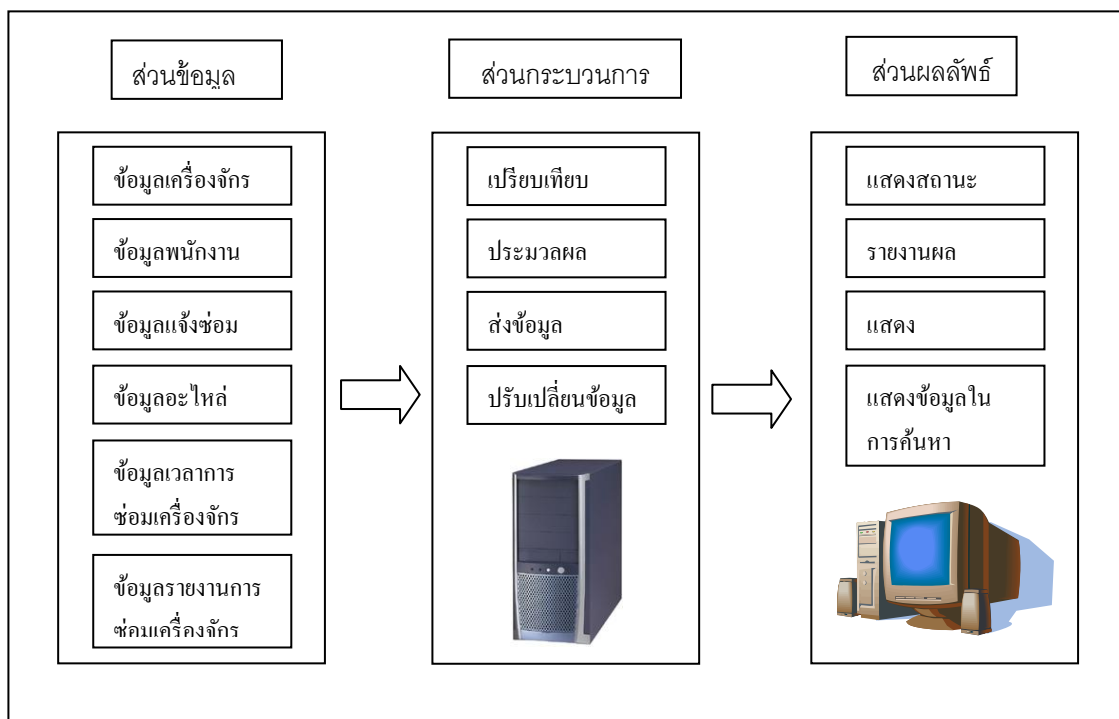 ส่วนข้อมูล
ส่วนกระบวนการ
ส่วนผลลัพธ์
ข้อมูลเครื่องจักร
ข้อมูลพนักงาน
ข้อมูลแจ้งซ่อม
ข้อมูลอะไหล่
ข้อมูลเวลาการ
ซ่อมเครื่องจักร
ข้อมูลรายงานการ
ซ่อมเครื่องจักร
เปรียบเทียบ
ประมวลผล
ส่งข้อมูล
ปรับเปลี่ยนข้อมูล
แสดงสถานะ
รายงานผล
แสดง
แสดงข้อมูลใน
การค้นหา